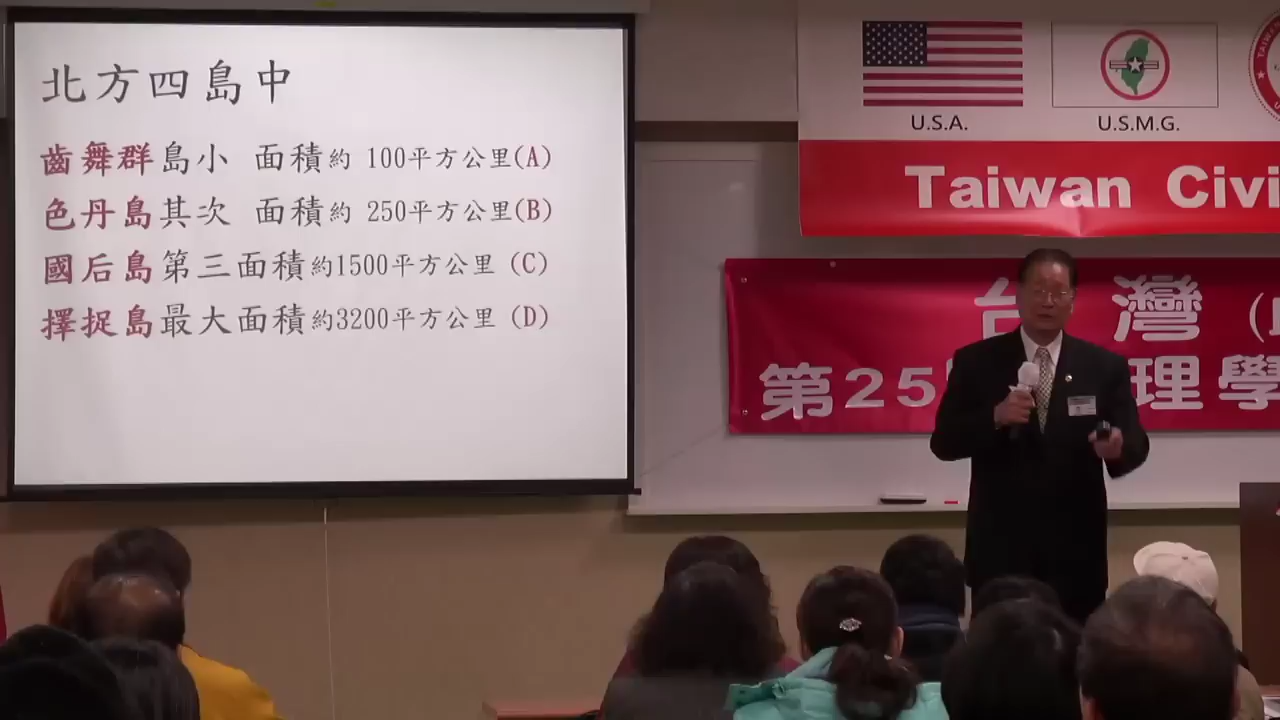 北方四島中
齒舞群島小 面積約 100平方公里(A)
色丹島其次 面積約 250平方公里(B)
國后島第三面積約1500平方公里 (C)
擇捉島最大面積約3200平方公里 (D)
U.S.A.
U.S.M.G.
Taiwan Civi
台灣(
第25 理學